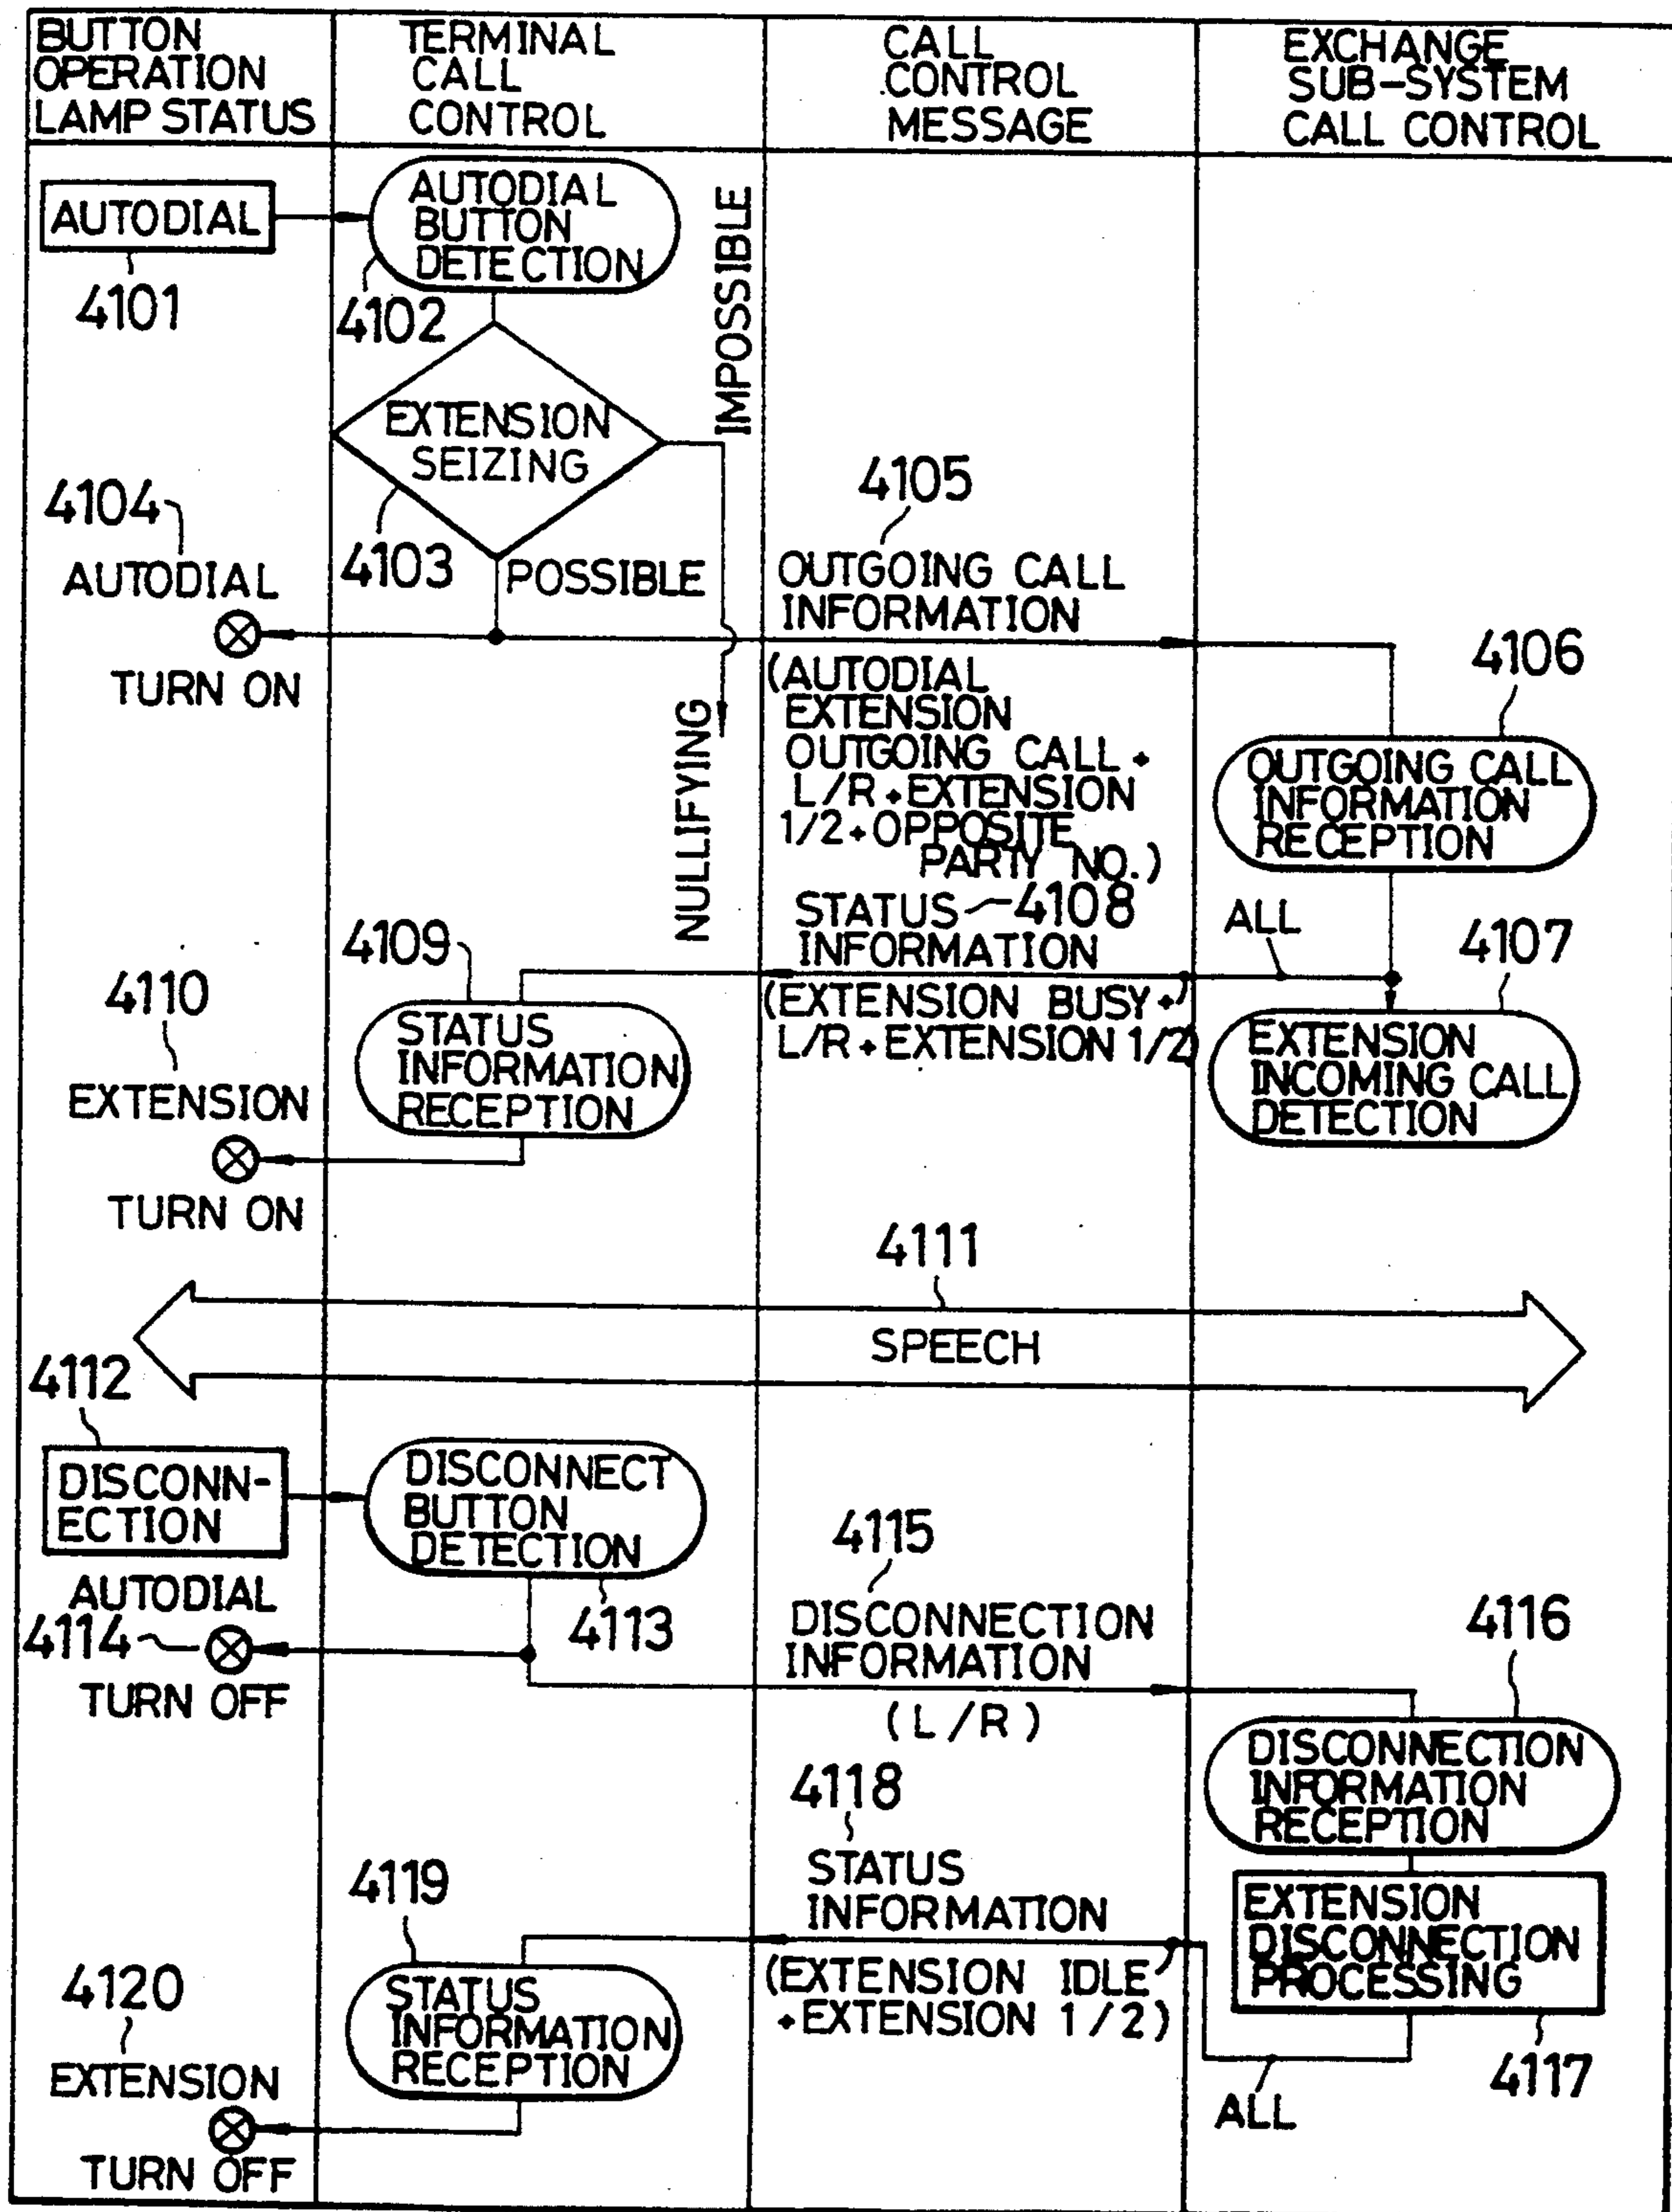 BUTTON
OPERATION
LAMP STATUS
TERMINAL
CALL
CONTROL
CALL
CONTROL
MESSAGE
EXCHANGE
SUB-SYSTEM
CALL CONTROL
AUTODIAL
4101
AUTODIAL
BUTTON
DETECTION
4102
IMPOSSIBLE
EXTENSION
SEIZING
4103
POSSIBLE
4104
AUTODIAL
TURN ON
4105
OUTGOING CALL
INFORMATION
(AUTODIAL
EXTENSION
OUTGOING CALL +
L/R + EXTENSION
1/2 + OPPOSITE
PARTY NO.)
NULLIFYING
4106
OUTGOING CALL
INFORMATION
RECEPTION
STATUS 4108
INFORMATION
(EXTENSION BUSY +
L/R + EXTENSION 1/2)
ALL
4107
EXTENSION
INCOMING CALL
DETECTION
4109
STATUS
INFORMATION
RECEPTION
4110
EXTENSION
TURN ON
4111
SPEECH
4112
DISCONN-
ECTION
DISCONNECT
BUTTON
DETECTION
4113
AUTODIAL
4114
TURN OFF
4115
DISCONNECTION
INFORMATION
(L/R)
4116
DISCONNECTION
INFORMATION
RECEPTION
EXTENSION
DISCONNECTION
PROCESSING
4117
ALL
4118
STATUS
INFORMATION
(EXTENSION IDLE
+ EXTENSION 1/2)
4119
STATUS
INFORMATION
RECEPTION
4120
EXTENSION
TURN OFF